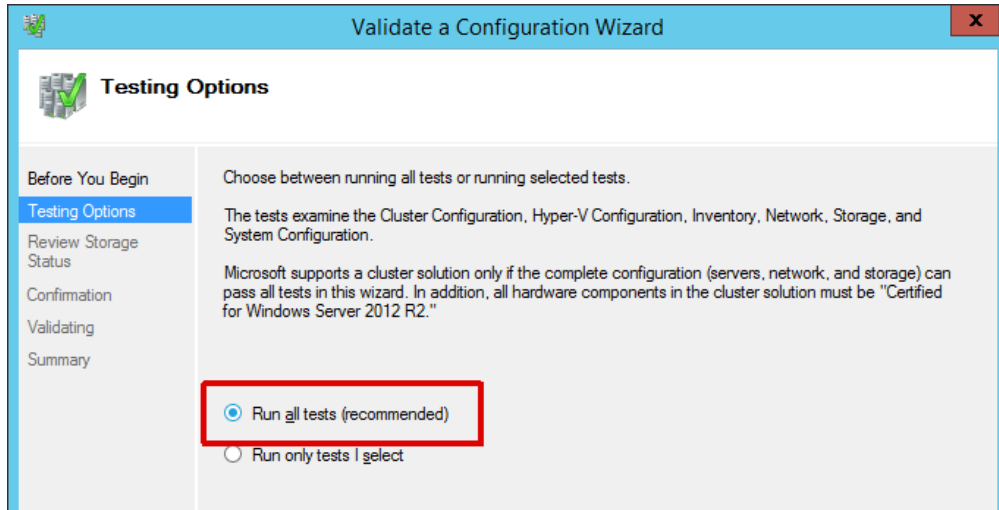 Validate a Configuration Wizard
x
Testing Options
Before You Begin
Testing Options
Review Storage
Status
Confirmation
Validating
Summary
Choose between running all tests or running selected tests.
The tests examine the Cluster Configuration, Hyper-V Configuration, Inventory, Network, Storage, and
System Configuration.
Microsoft supports a cluster solution only if the complete configuration (servers, network, and storage) can
pass all tests in this wizard. In addition, all hardware components in the cluster solution must be "Certified
for Windows Server 2012 R2."
Run all tests (recommended)
Run only tests I select